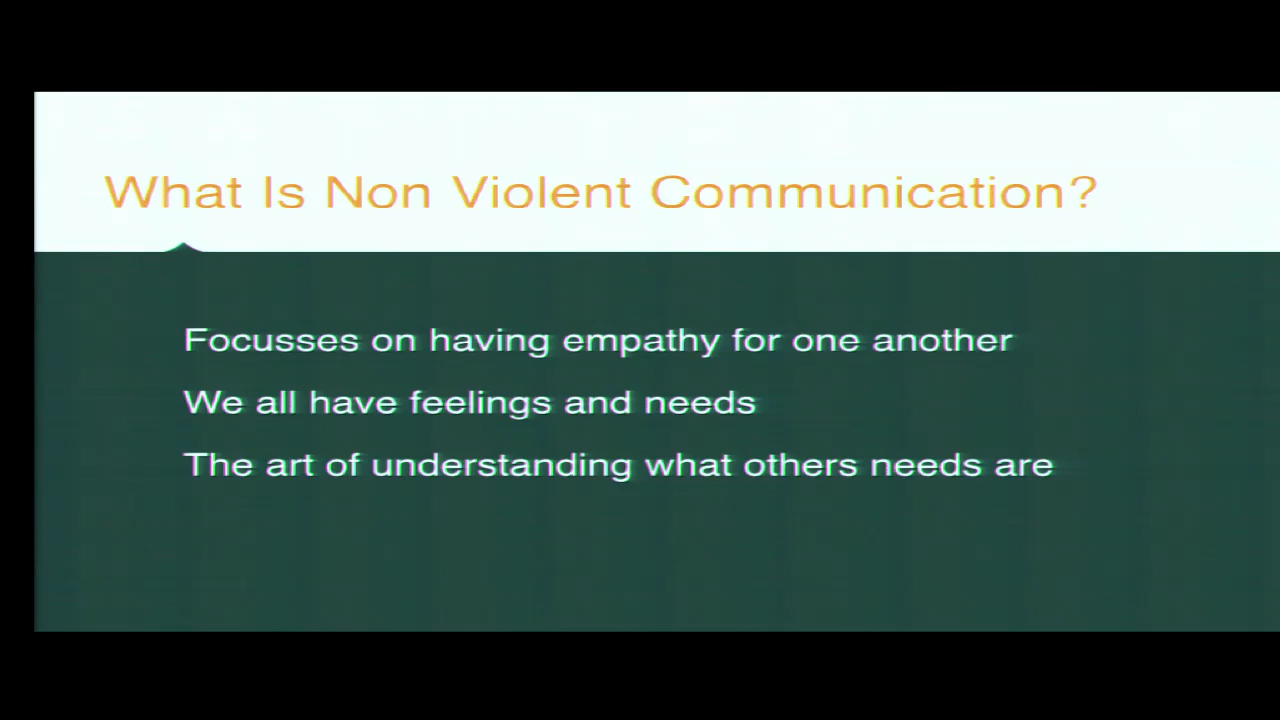 What Is Non Violent Communication?
Focusses on having empathy for one another
We all have feelings and needs
The art of understanding what others needs are